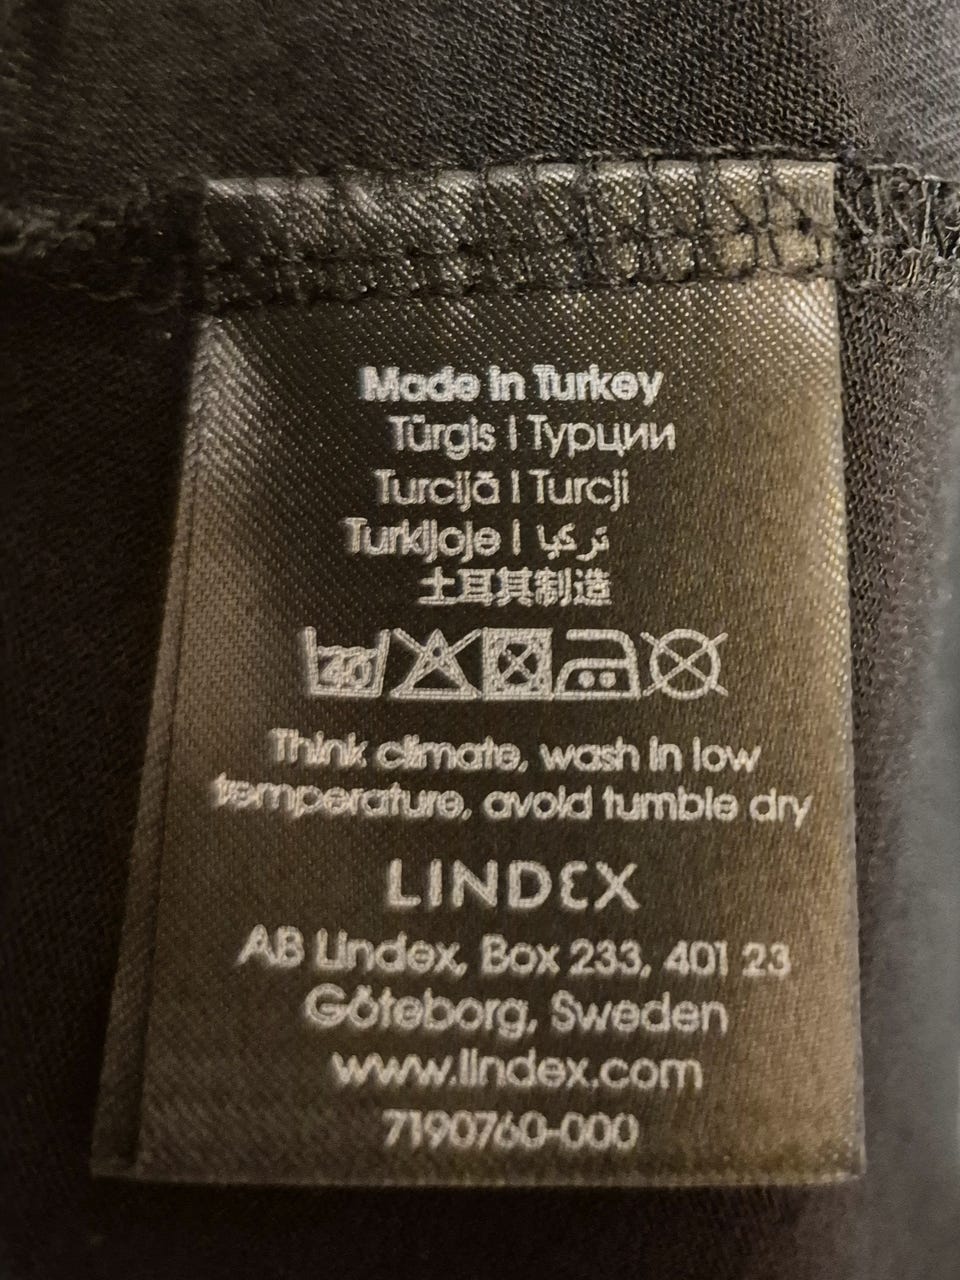 Made in Turkey
Türgis | Турции
Turcijā | Turcji
Turkijoje | تركيا
土耳其制造
40
Think climate, wash in low
temperature, avoid tumble dry
LINDEX
AB Lindex, Box 233, 401 23
Göteborg, Sweden
www.lindex.com
7190760-000